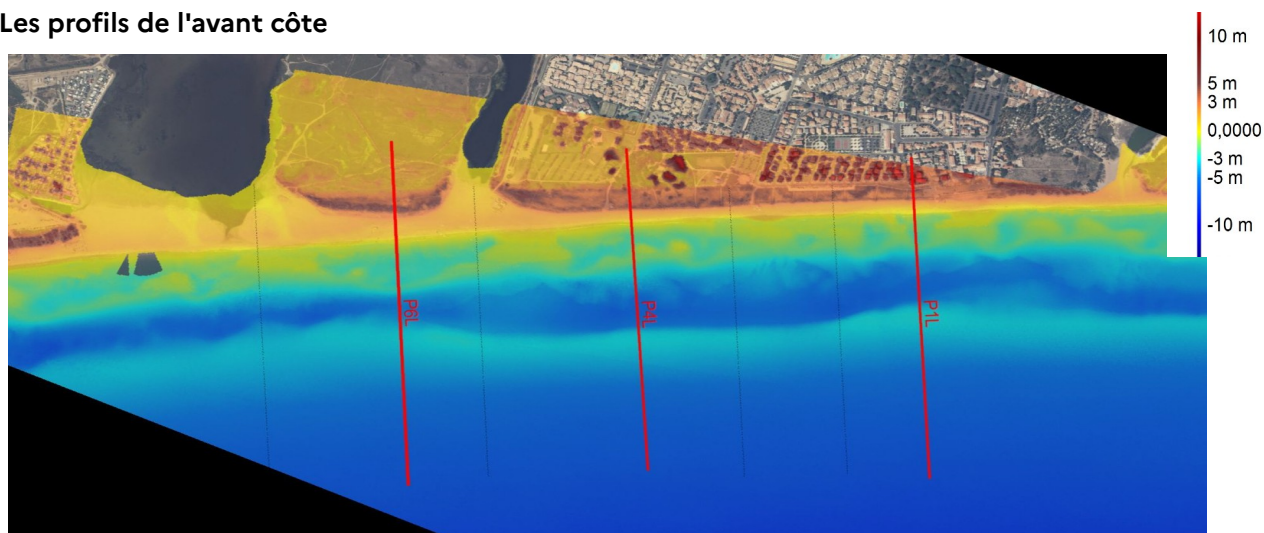 Les profils de l'avant côte
10 m
5 m
3 m
0,0000
-3 m
-5 m
-10 m
P6L
P4L
P1L